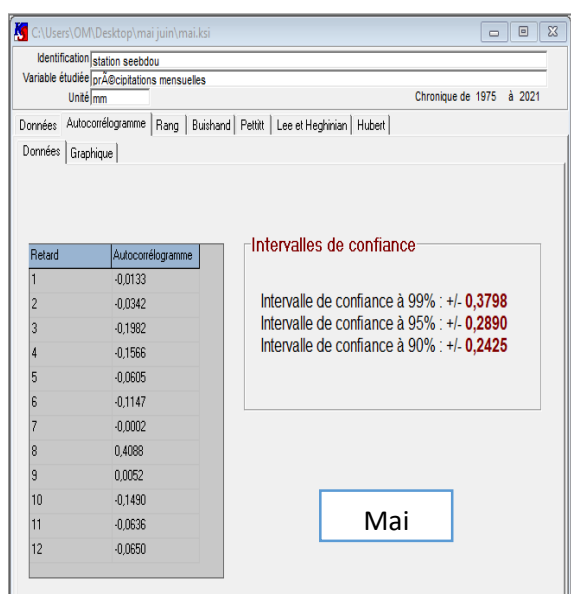 C:\Users\OM\Desktop\mai juin\mai.ksi
Identification station seebdou
Variable étudiée prÃ©cipitations mensuelles
Unité mm Chronique de 1975 à 2021
Données Autocorrélogramme Rang Buishand Pettitt Lee et Heghinian Hubert
Données Graphique
Retard Autocorrélogramme
1 -0,0133
2 -0,0342
3 -0,1982
4 -0,1566
5 -0,0605
6 -0,1147
7 -0,0002
8 0,4088
9 0,0052
10 -0,1490
11 -0,0636
12 -0,0650
Intervalles de confiance
Intervalle de confiance à 99% : +/- 0,3798
Intervalle de confiance à 95% : +/- 0,2890
Intervalle de confiance à 90% : +/- 0,2425
Mai